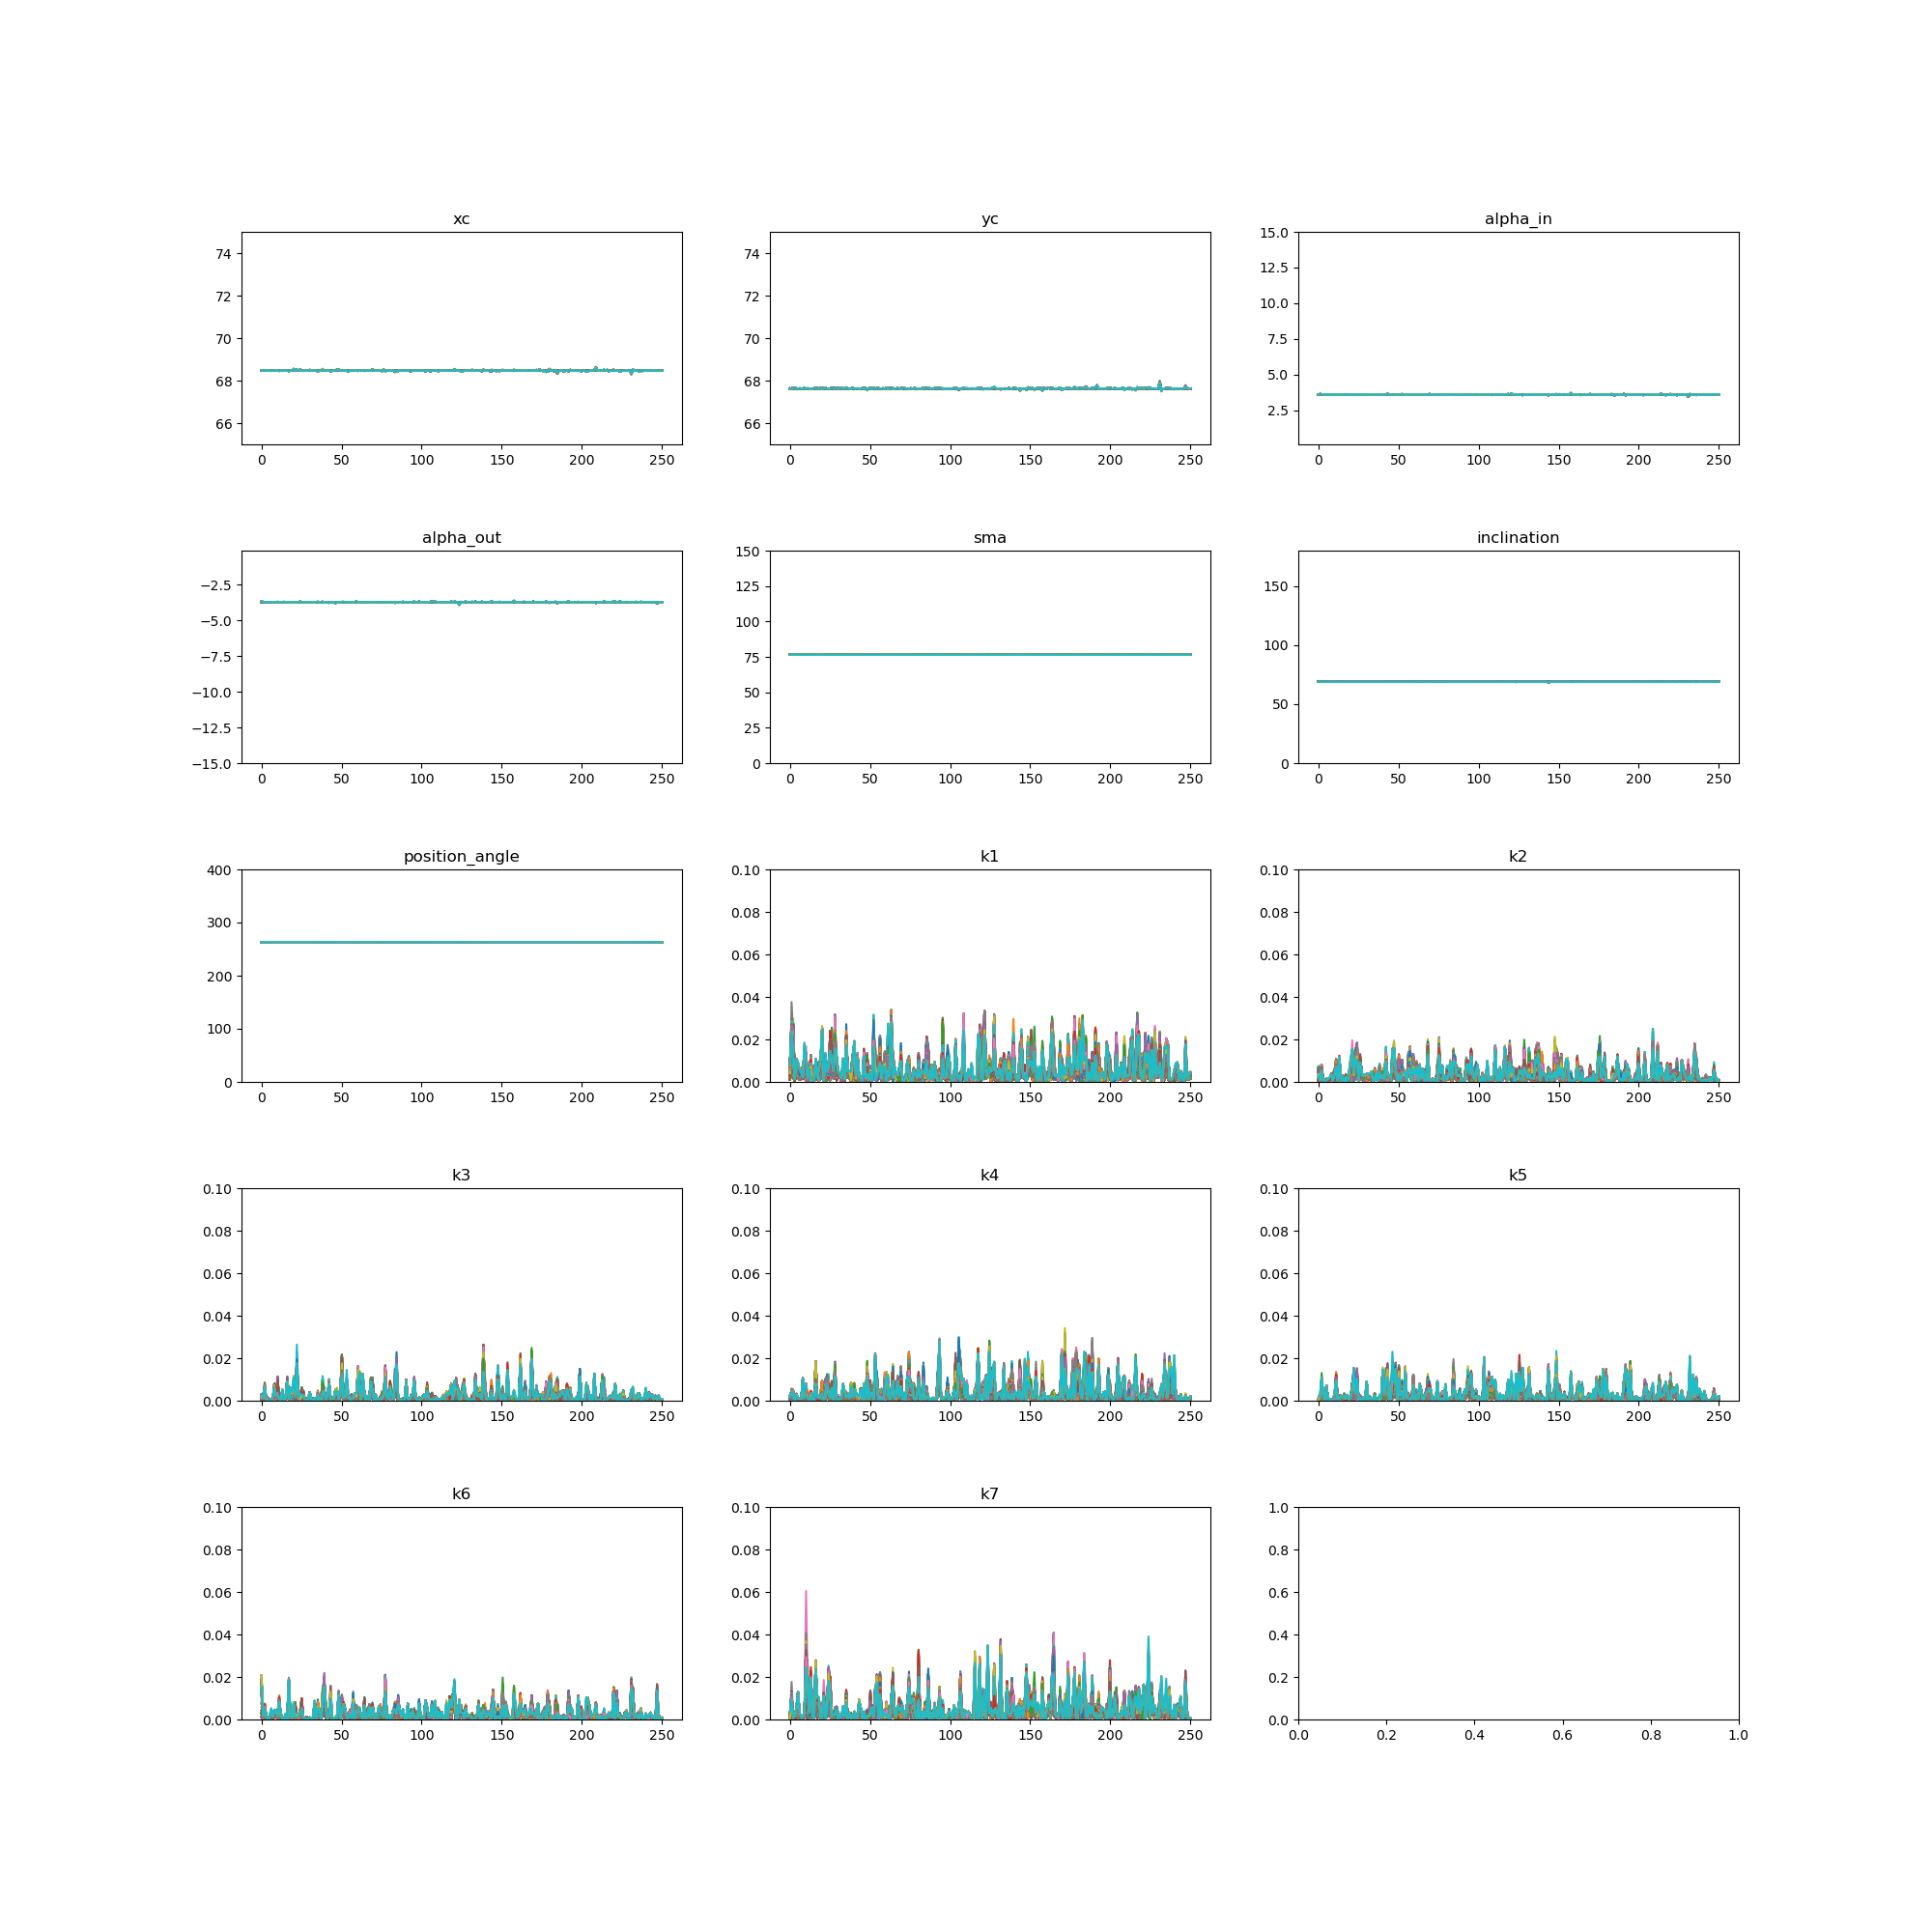 xc yc alpha_in
74 74 15.0
72 72 12.5
70 70 10.0
68 68 7.5
66 66 5.0
2.5
0 50 100 150 200 250 0 50 100 150 200 250 0 50 100 150 200 250
alpha_out sma inclination
−2.5 150 150
−5.0 125 100
−7.5 100 50
−10.0 75 0
−12.5 50
−15.0 25
0
0 50 100 150 200 250 0 50 100 150 200 250 0 50 100 150 200 250
position_angle k1 k2
400 0.10 0.10
300 0.08 0.08
200 0.06 0.06
100 0.04 0.04
0 0.02 0.02
0.00 0.00
0 50 100 150 200 250 0 50 100 150 200 250 0 50 100 150 200 250
k3 k4 k5
0.10 0.10 0.10
0.08 0.08 0.08
0.06 0.06 0.06
0.04 0.04 0.04
0.02 0.02 0.02
0.00 0.00 0.00
0 50 100 150 200 250 0 50 100 150 200 250 0 50 100 150 200 250
k6 k7
0.10 0.10 1.0
0.08 0.08 0.8
0.06 0.06 0.6
0.04 0.04 0.4
0.02 0.02 0.2
0.00 0.00 0.0
0 50 100 150 200 250 0 50 100 150 200 250 0.0 0.2 0.4 0.6 0.8 1.0